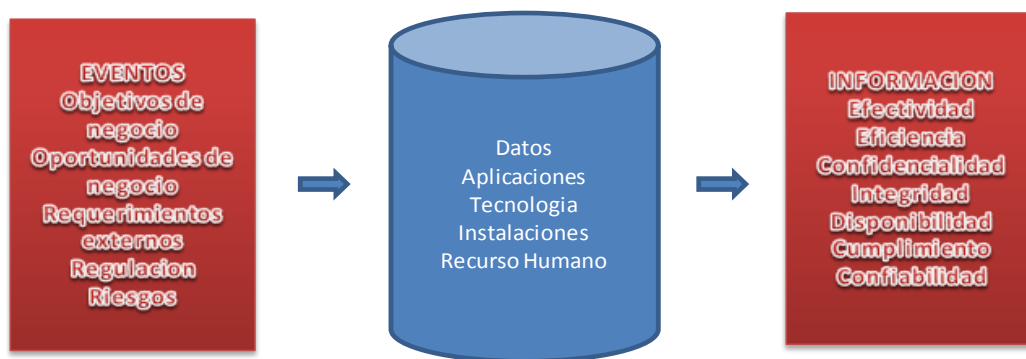 EVENTOS
Objetivos de
negocio
Oportunidades de
negocio
Requerimientos
externos
Regulacion
Riesgos
Datos
Aplicaciones
Tecnologia
Instalaciones
Recurso Humano
INFORMACION
Efectividad
Eficiencia
Confidencialidad
Integridad
Disponibilidad
Cumplimiento
Confiabilidad